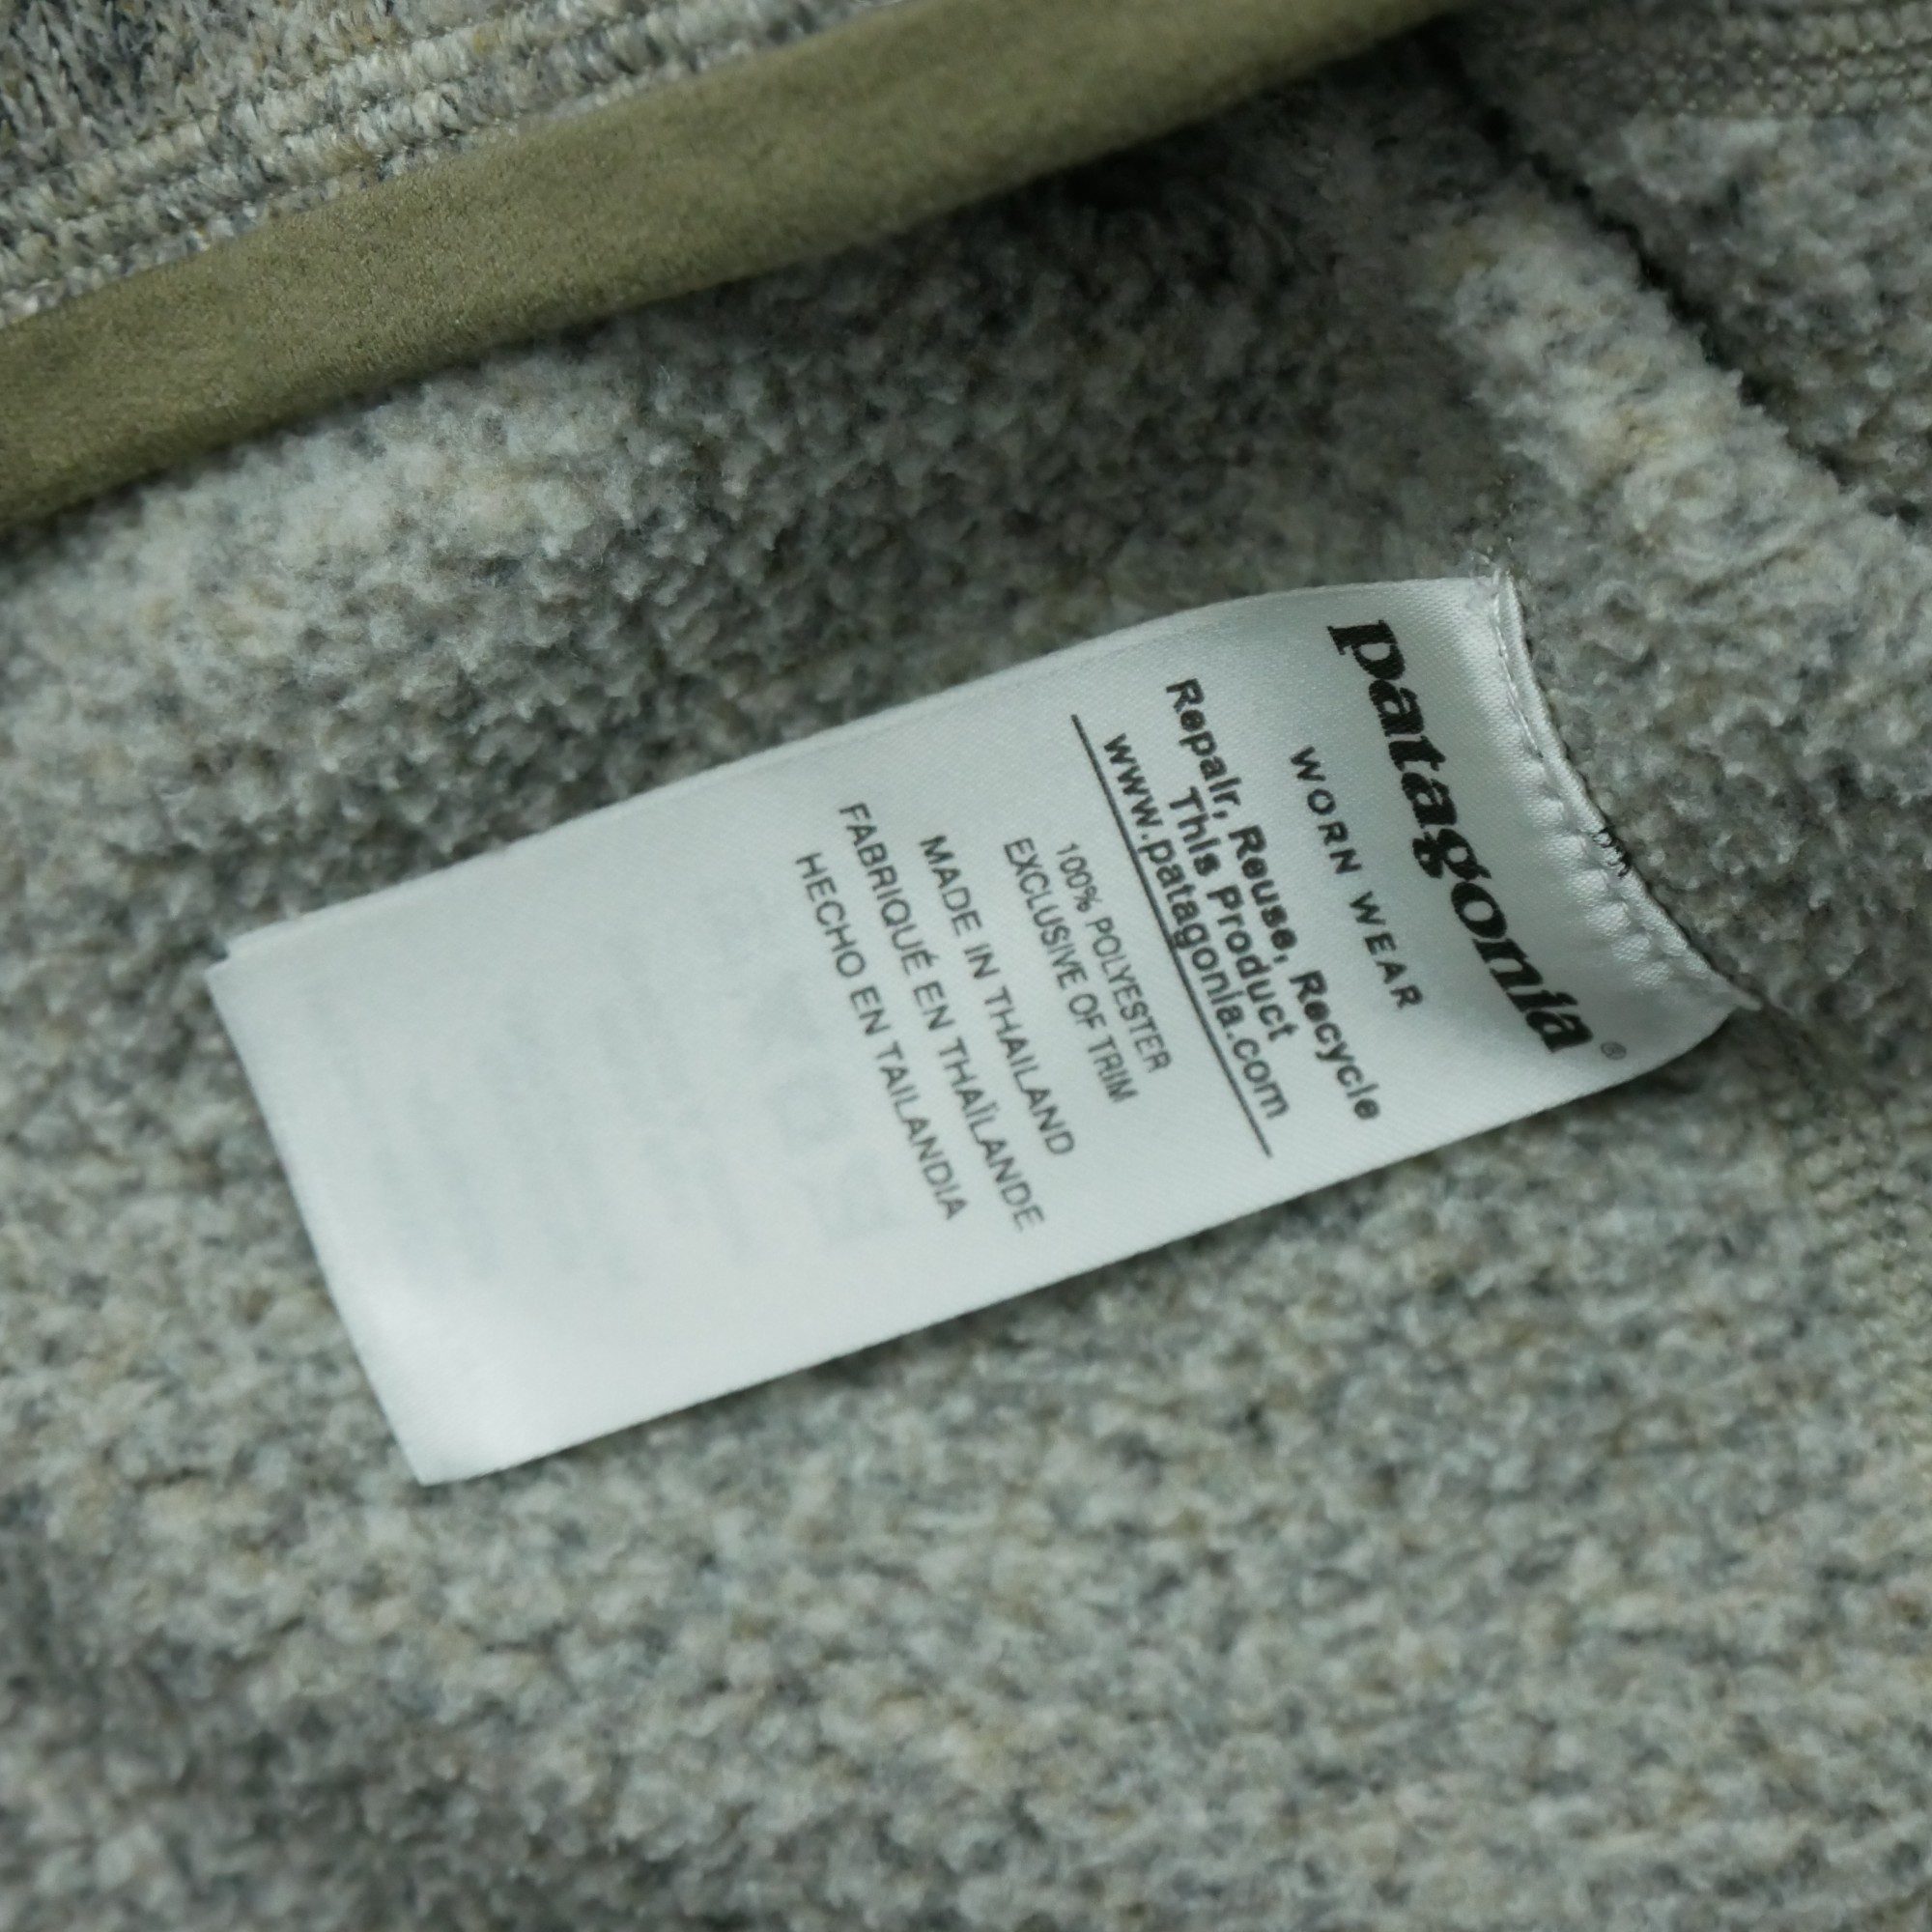 patagonia®
WORN WEAR
Repair, Reuse, Recycle
This Product
www.patagonia.com
100% POLYESTER
EXCLUSIVE OF TRIM
MADE IN THAILAND
FABRIQUÉ EN THAÏLANDE
HECHO EN TAILANDIA